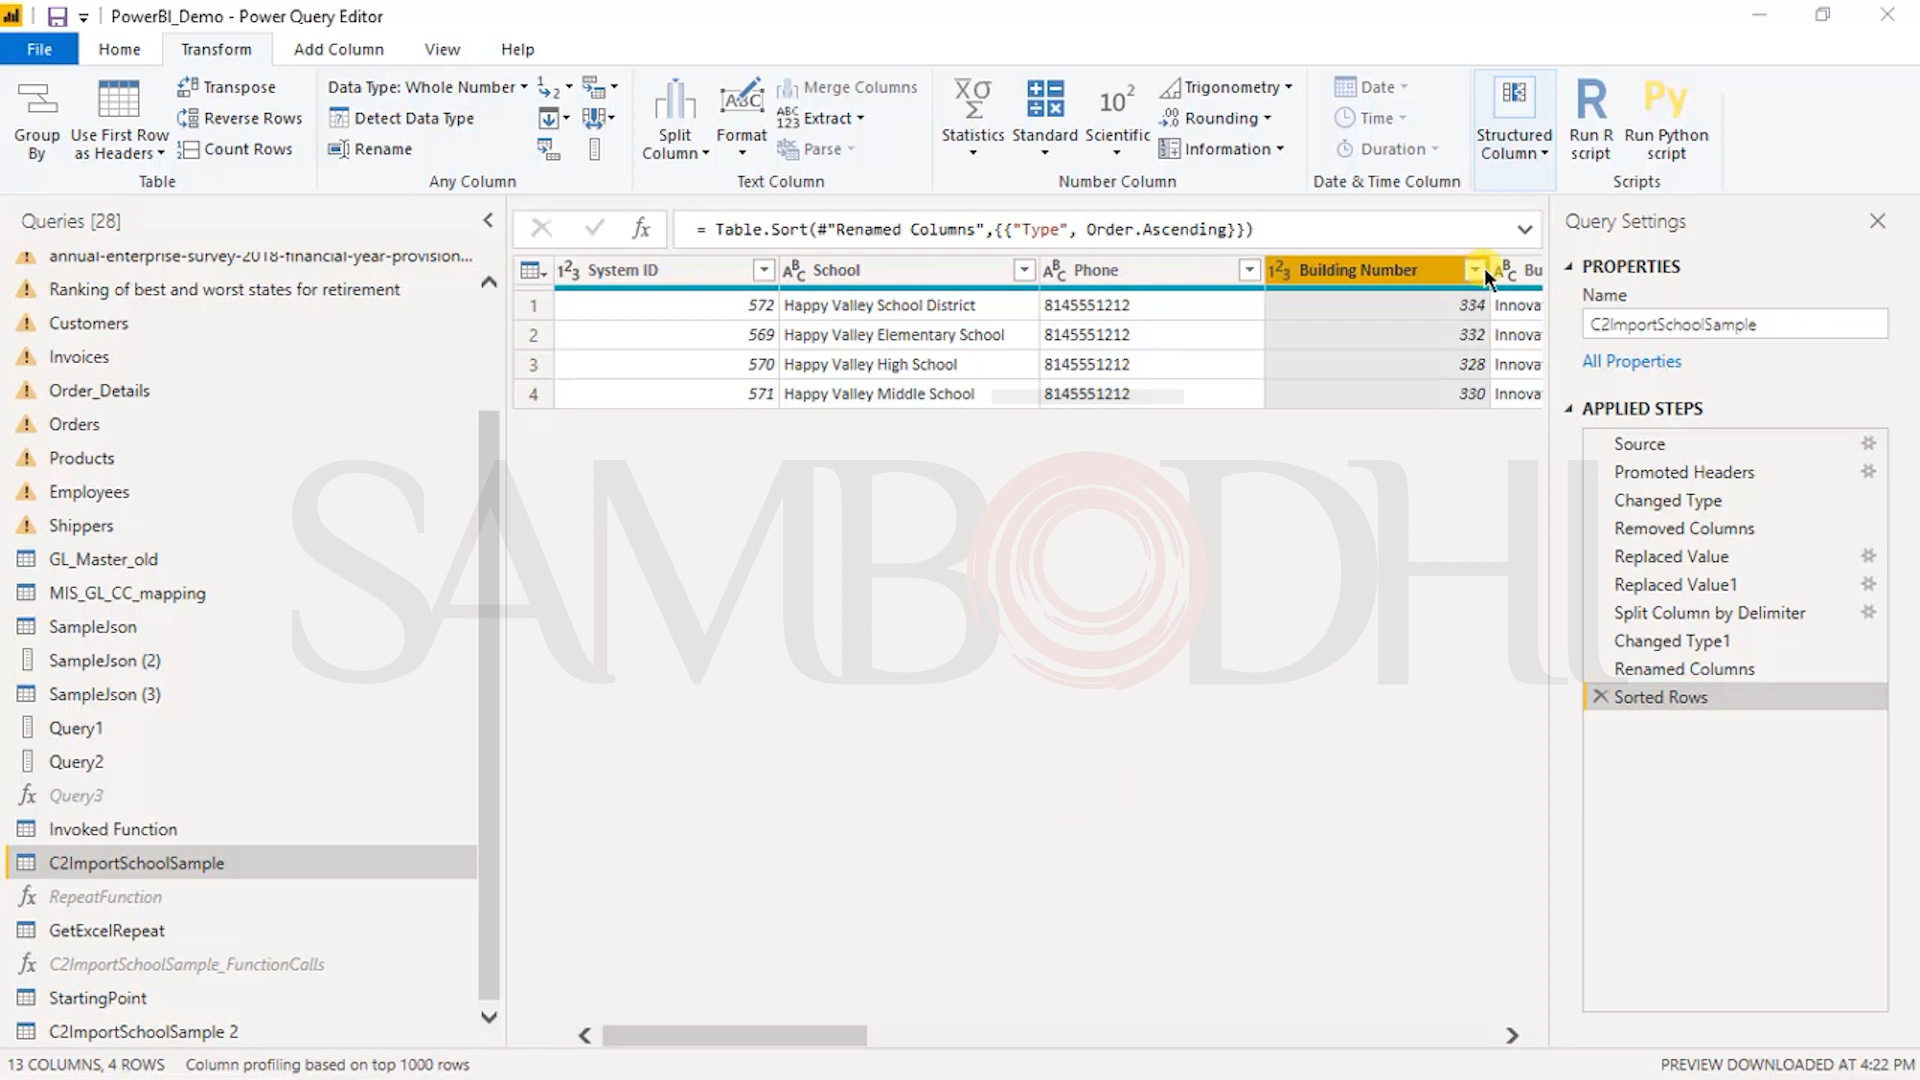 PowerBI_Demo - Power Query Editor
File
Home
Transform
Add Column
View
Help
Group By
Use First Row as Headers
Transpose
Reverse Rows
Count Rows
Table
Data Type: Whole Number
Detect Data Type
Rename
Any Column
Split Column
Format
Merge Columns
Extract
Parse
Text Column
Statistics
Standard
Scientific
Trigonometry
Rounding
Information
Number Column
Date
Time
Duration
Date & Time Column
Structured Column
Run R script
Run Python script
Scripts
Queries [28]
annual-enterprise-survey-2018-financial-year-provision...
Ranking of best and worst states for retirement
Customers
Invoices
Order_Details
Orders
Products
Employees
Shippers
GL_Master_old
MIS_GL_CC_mapping
SampleJson
SampleJson (2)
SampleJson (3)
Query1
Query2
Query3
Invoked Function
C2ImportSchoolSample
RepeatFunction
GetExcelRepeat
C2ImportSchoolSample_FunctionCalls
StartingPoint
C2ImportSchoolSample 2
= Table.Sort(#"Renamed Columns",{{"Type", Order.Ascending}})
System ID School Phone Building Number Bu
1 572 Happy Valley School District 8145551212 334 Innova
2 569 Happy Valley Elementary School 8145551212 332 Innova
3 570 Happy Valley High School 8145551212 328 Innova
4 571 Happy Valley Middle School 8145551212 330 Innova
SAMBODHI
Query Settings
PROPERTIES
Name
C2ImportSchoolSample
All Properties
APPLIED STEPS
Source
Promoted Headers
Changed Type
Removed Columns
Replaced Value
Replaced Value1
Split Column by Delimiter
Changed Type1
Renamed Columns
Sorted Rows
13 COLUMNS, 4 ROWS
Column profiling based on top 1000 rows
PREVIEW DOWNLOADED AT 4:22 PM